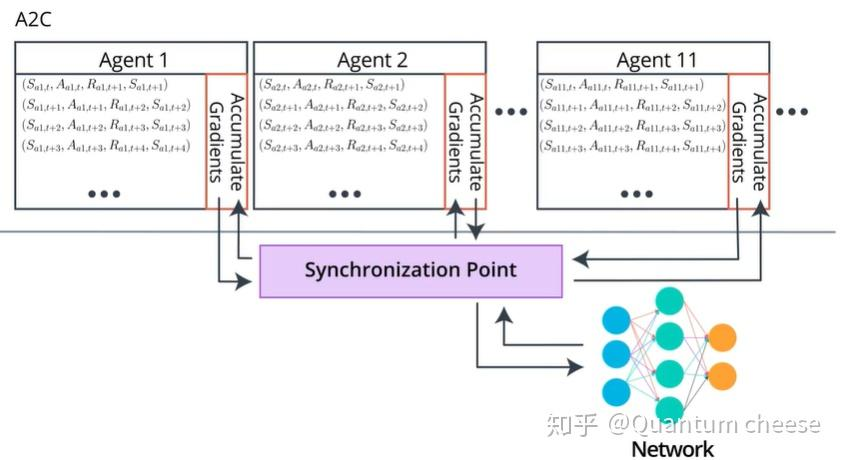 A2C
Agent 1
(S_{a1,t}, A_{a1,t}, R_{a1,t+1}, S_{a1,t+1})
(S_{a1,t+1}, A_{a1,t+1}, R_{a1,t+2}, S_{a1,t+2})
(S_{a1,t+2}, A_{a1,t+2}, R_{a1,t+3}, S_{a1,t+3})
(S_{a1,t+3}, A_{a1,t+3}, R_{a1,t+4}, S_{a1,t+4})
•••
Accumulate
Gradients
Agent 2
(S_{a2,t}, A_{a2,t}, R_{a2,t+1}, S_{a2,t+1})
(S_{a2,t+1}, A_{a2,t+1}, R_{a2,t+2}, S_{a2,t+2})
(S_{a2,t+2}, A_{a2,t+2}, R_{a2,t+3}, S_{a2,t+3})
(S_{a2,t+3}, A_{a2,t+3}, R_{a2,t+4}, S_{a2,t+4})
•••
Accumulate
Gradients
•••
Agent 11
(S_{a11,t}, A_{a11,t}, R_{a11,t+1}, S_{a11,t+1})
(S_{a11,t+1}, A_{a11,t+1}, R_{a11,t+2}, S_{a11,t+2})
(S_{a11,t+2}, A_{a11,t+2}, R_{a11,t+3}, S_{a11,t+3})
(S_{a11,t+3}, A_{a11,t+3}, R_{a11,t+4}, S_{a11,t+4})
•••
Accumulate
Gradients
•••
Synchronization Point
知乎 @Quantum cheese
Network